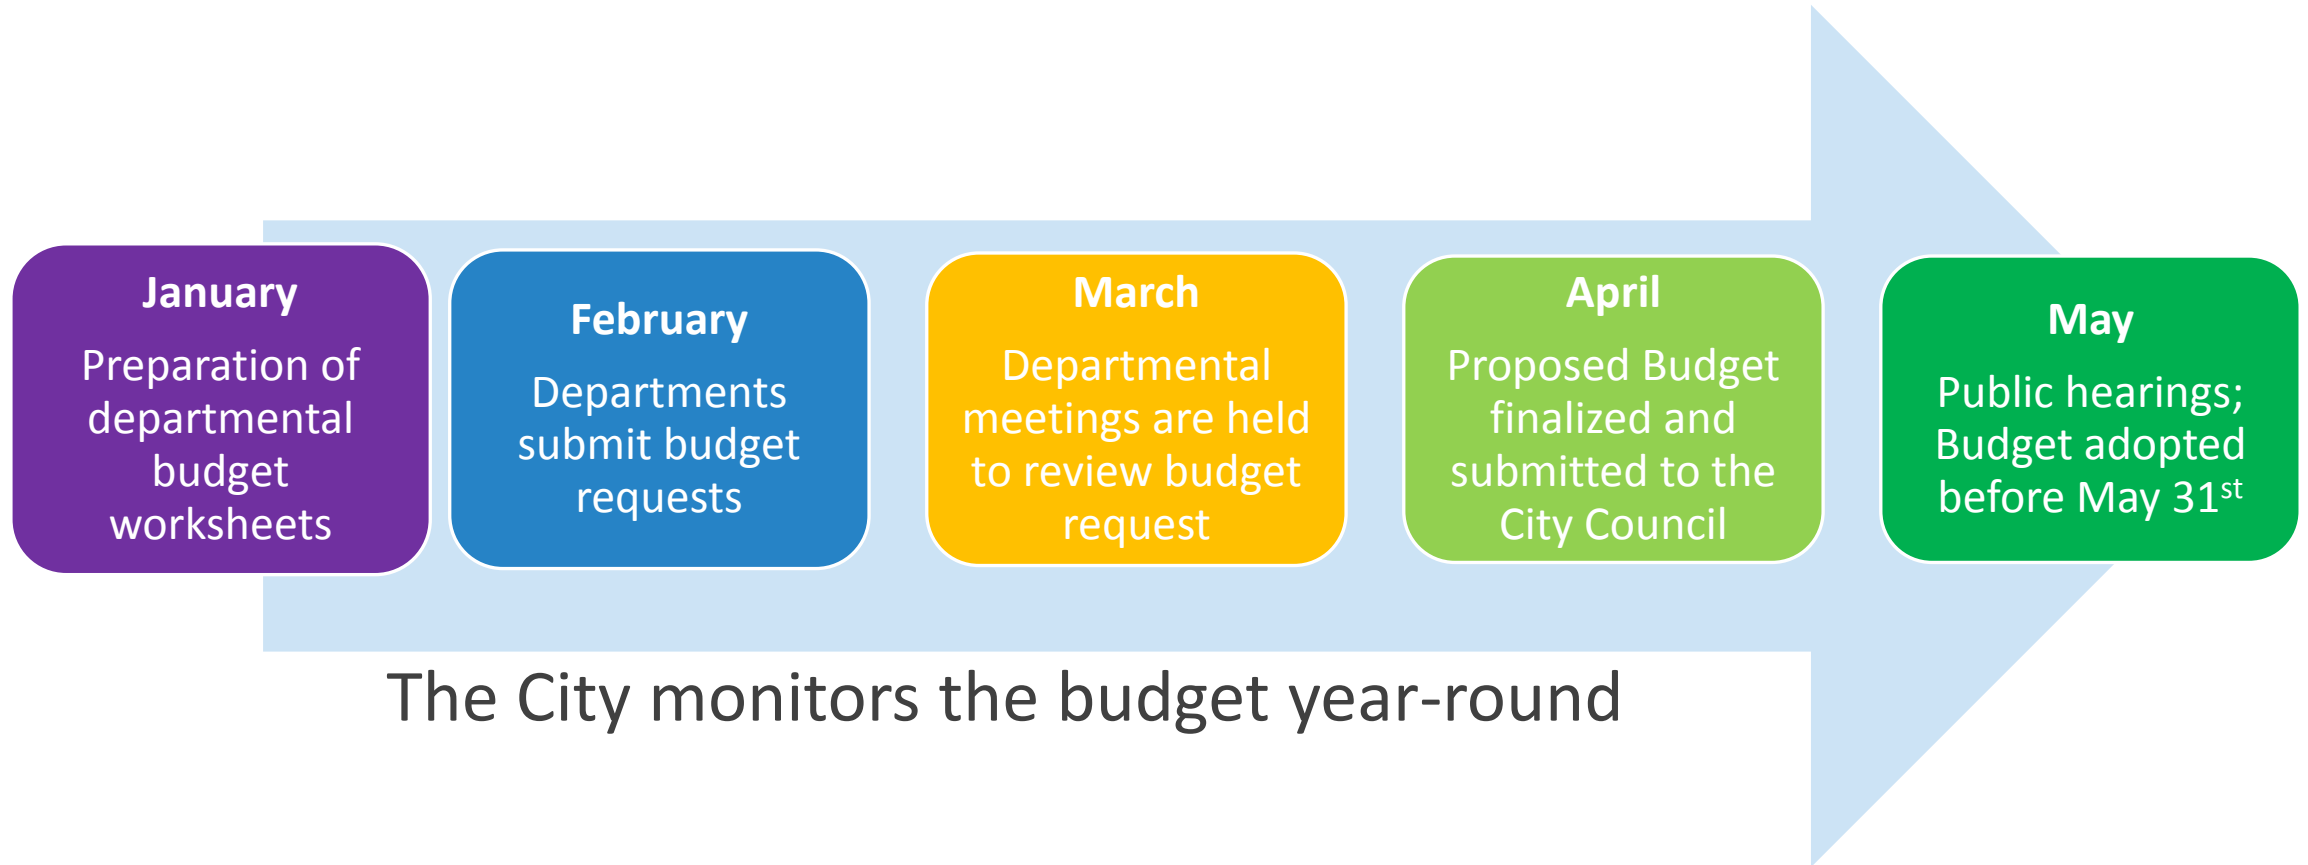 January
Preparation of
departmental
budget
worksheets
February
Departments
submit budget
requests
March
Departmental
meetings are held
to review budget
request
April
Proposed Budget
finalized and
submitted to the
City Council
May
Public hearings;
Budget adopted
before May 31st
The City monitors the budget year-round